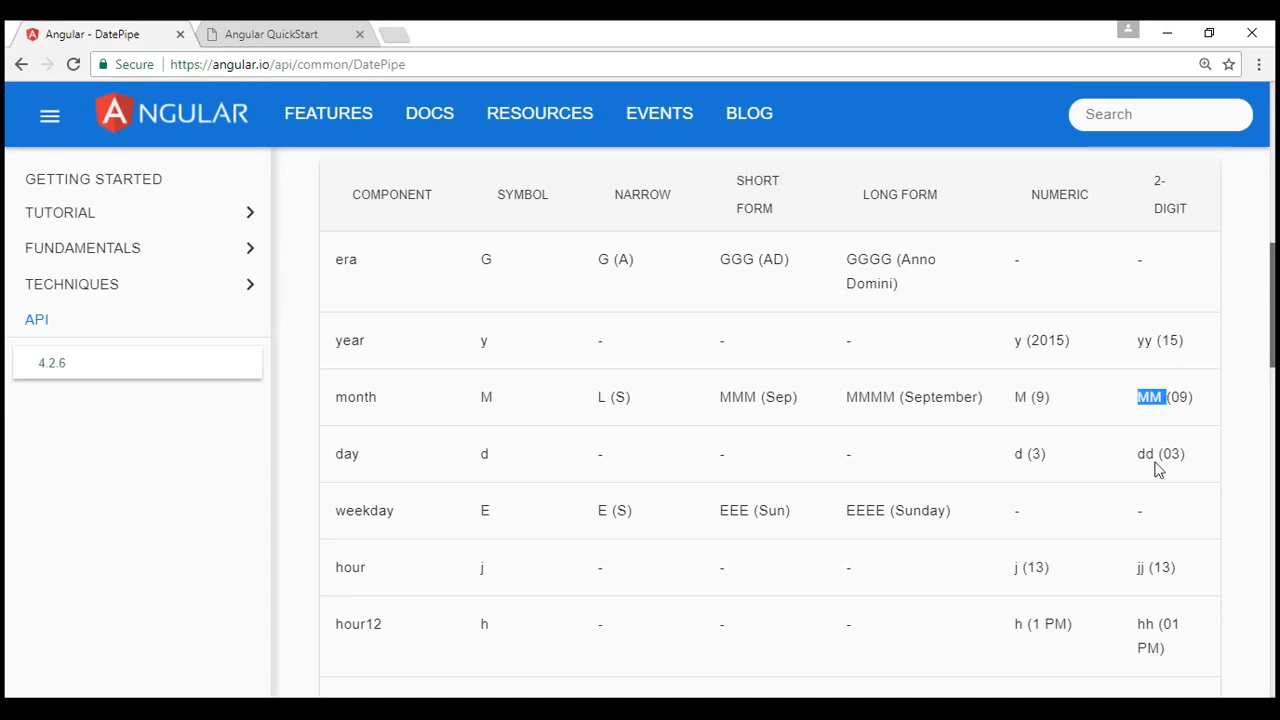 Angular - DatePipe
Angular QuickStart
Secure https://angular.io/api/common/DatePipe
ANGULAR FEATURES DOCS RESOURCES EVENTS BLOG Search
GETTING STARTED
TUTORIAL
FUNDAMENTALS
TECHNIQUES
API
4.2.6
COMPONENT SYMBOL NARROW SHORT FORM LONG FORM NUMERIC 2-DIGIT
era G G (A) GGG (AD) GGGG (Anno Domini) - -
year y - - - y (2015) yy (15)
month M L (S) MMM (Sep) MMMM (September) M (9) MM (09)
day d - - - d (3) dd (03)
weekday E E (S) EEE (Sun) EEEE (Sunday) - -
hour j - - - j (13) jj (13)
hour12 h - - - h (1 PM) hh (01 PM)